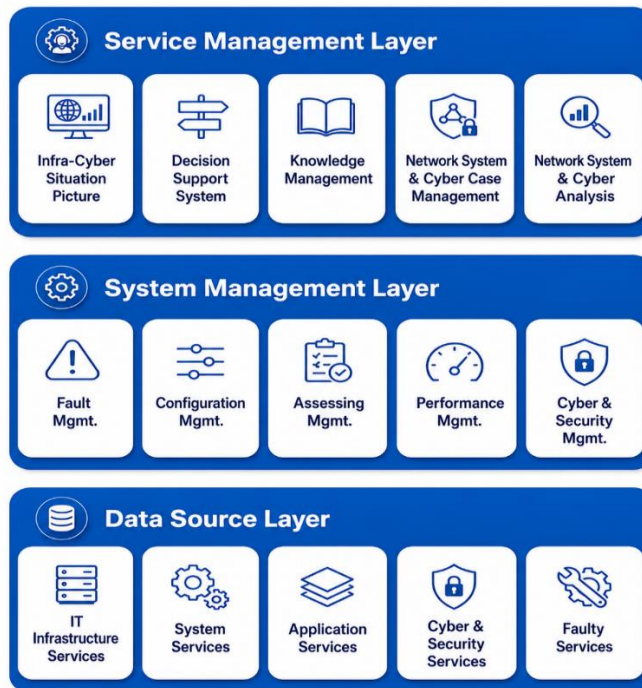 Service Management Layer
Infra-Cyber
Situation
Picture
Decision
Support
System
Knowledge
Management
Network System
& Cyber Case
Management
Network System
& Cyber
Analysis
System Management Layer
Fault
Mgmt.
Configuration
Mgmt.
Assessing
Mgmt.
Performance
Mgmt.
Cyber &
Security
Mgmt.
Data Source Layer
IT
Infrastructure
Services
System
Services
Application
Services
Cyber &
Security
Services
Faulty
Services